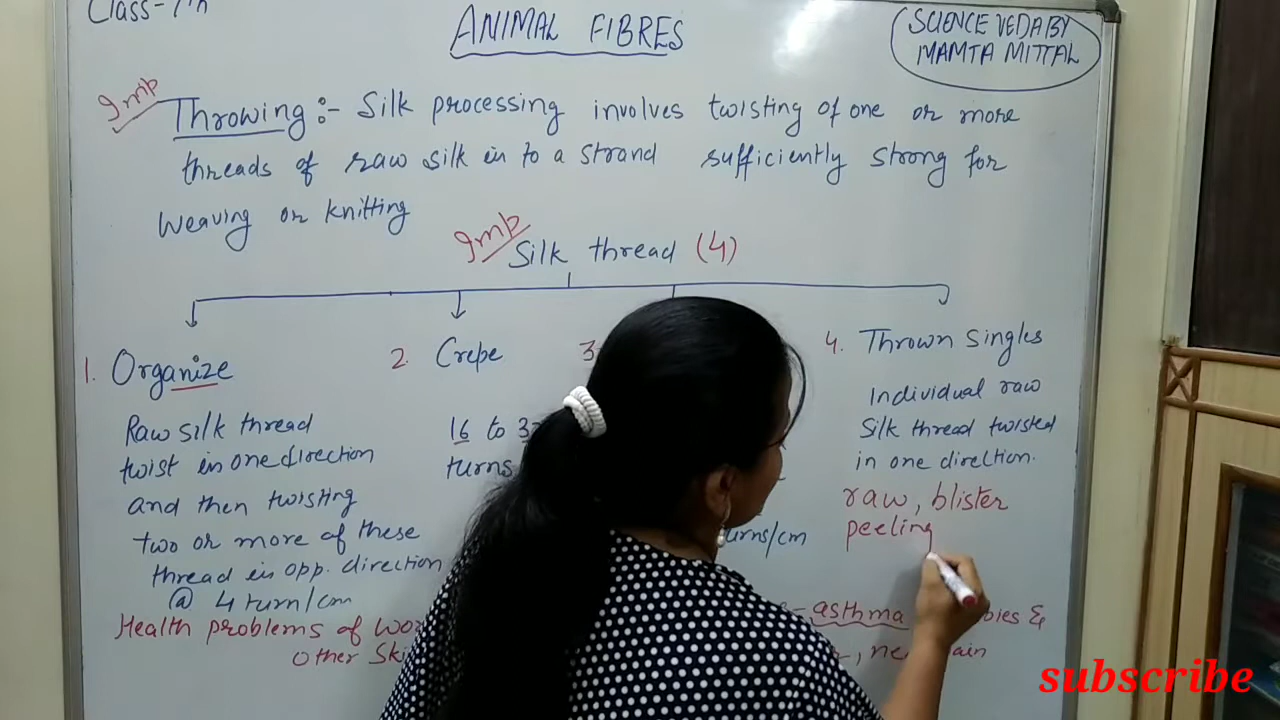 Class-7th
ANIMAL FIBRES
SCIENCE VEDA BY
MAMTA MITTAL
Imp
Throwing :- Silk processing involves twisting of one or more
threads of raw silk in to a strand sufficiently strong for
weaving or knitting
Imp
Silk thread (4)
1. Organize
Raw silk thread
twist in one direction
and then twisting
two or more of these
thread in opp. direction
@ 4 turn/cm
2. Crepe
16 to
turns
3
turns/cm
4. Thrown Singles
Individual raw
Silk thread twisted
in one direction.
raw, blister
peeling
Health problems of
asthma &
Other pain
subscribe